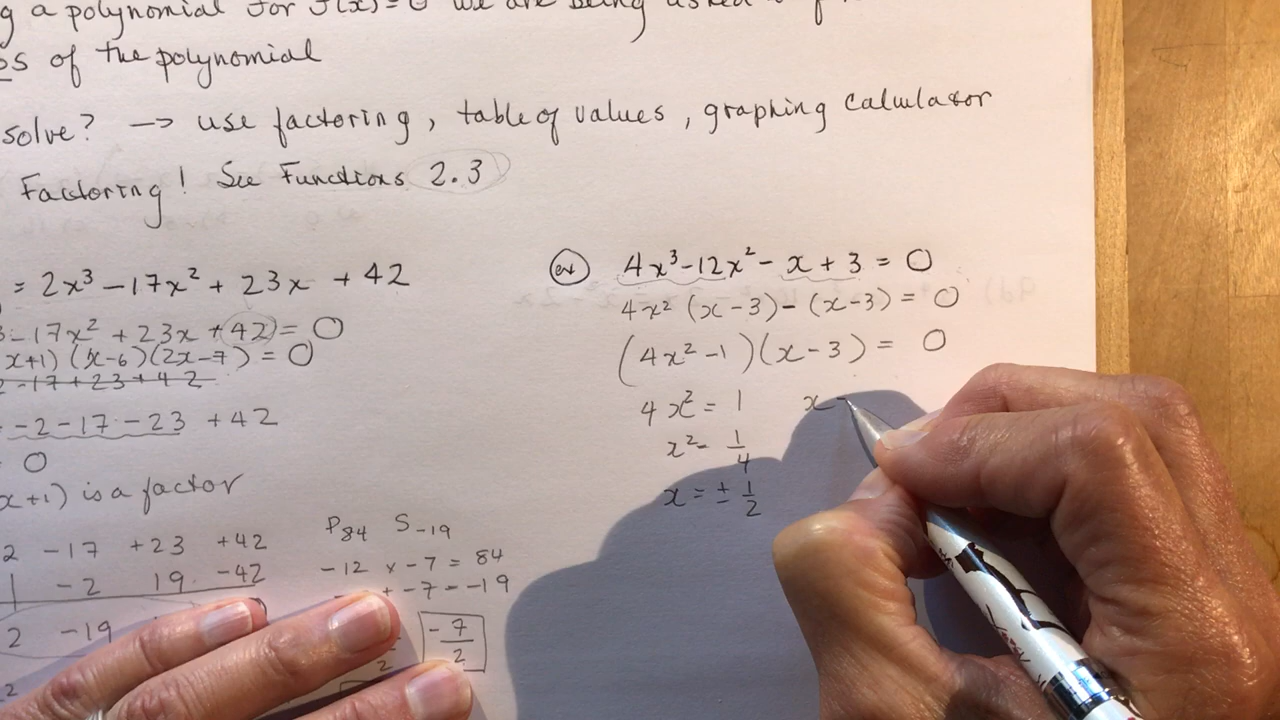 g a polynomial for f(x)=0 we are being asked
of the polynomial
solve? → use factoring, table of values, graphing calculator
Factoring! See Functions 2.3
= 2x³ - 17x² + 23x + 42
- 17x² + 23x + 42 = 0
x+1) (x-6)(2x-7) = 0
-17+23+42
-2 -17 -23 +42
0
x+1) is a factor
2 -17 +23 +42
1 -2 19 -42
2 -19
2
P84 S-19
-12 x -7 = 84
+ -7 = -19
2
-7/2
ex 4x³-12x²- x + 3 = 0
4x² (x-3) - (x-3) = 0
(4x²-1)(x-3) = 0
4x² = 1 x
x² = 1/4
x = ± 1/2